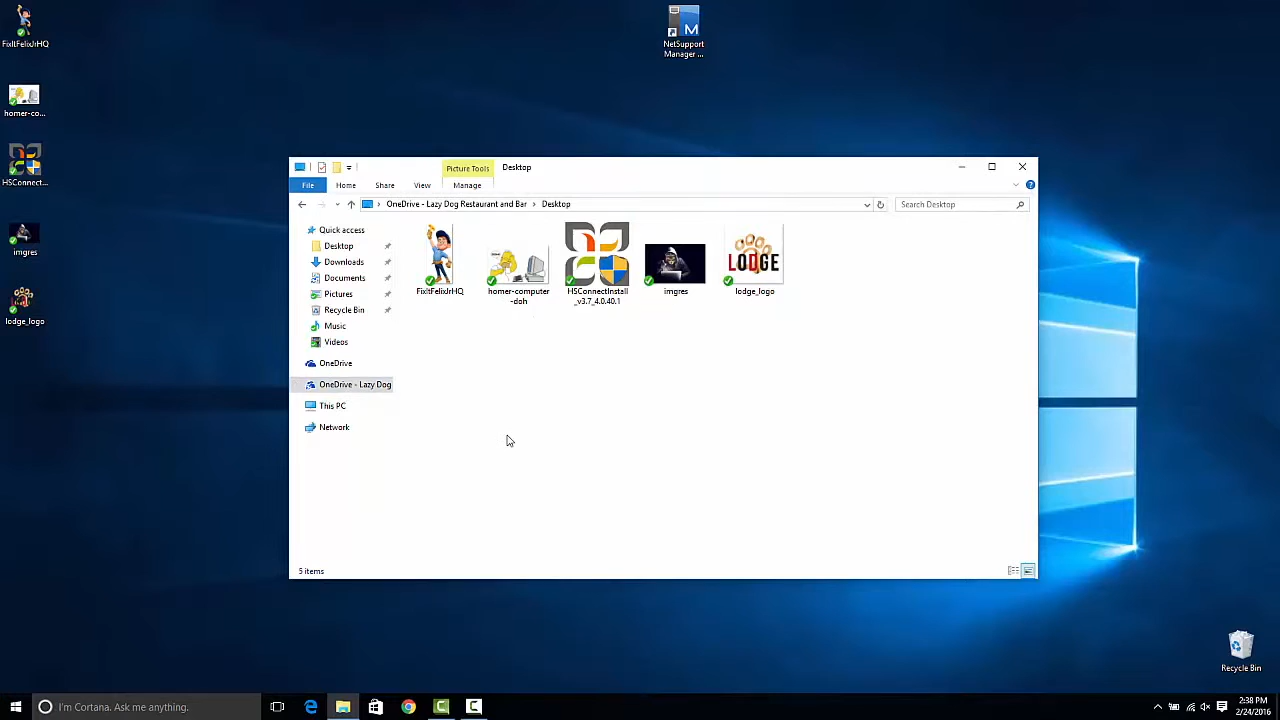 FixItFelixJrHQ
homer-co...
HSConnect...
imgres
lodge_logo
M
NetSupport
Manager ...
Picture Tools
Desktop
File
Home
Share
View
Manage
OneDrive - Lazy Dog Restaurant and Bar
Desktop
Search Desktop
Quick access
Desktop
Downloads
Documents
Pictures
Recycle Bin
Music
Videos
OneDrive
OneDrive - Lazy Dog
This PC
Network
FixItFelixJrHQ
homer-computer
-doh
HSConnectInstall
_v3.7_4.0.40.1
imgres
LODGE
lodge_logo
5 items
Recycle Bin
I'm Cortana. Ask me anything.
2:38 PM
2/24/2016